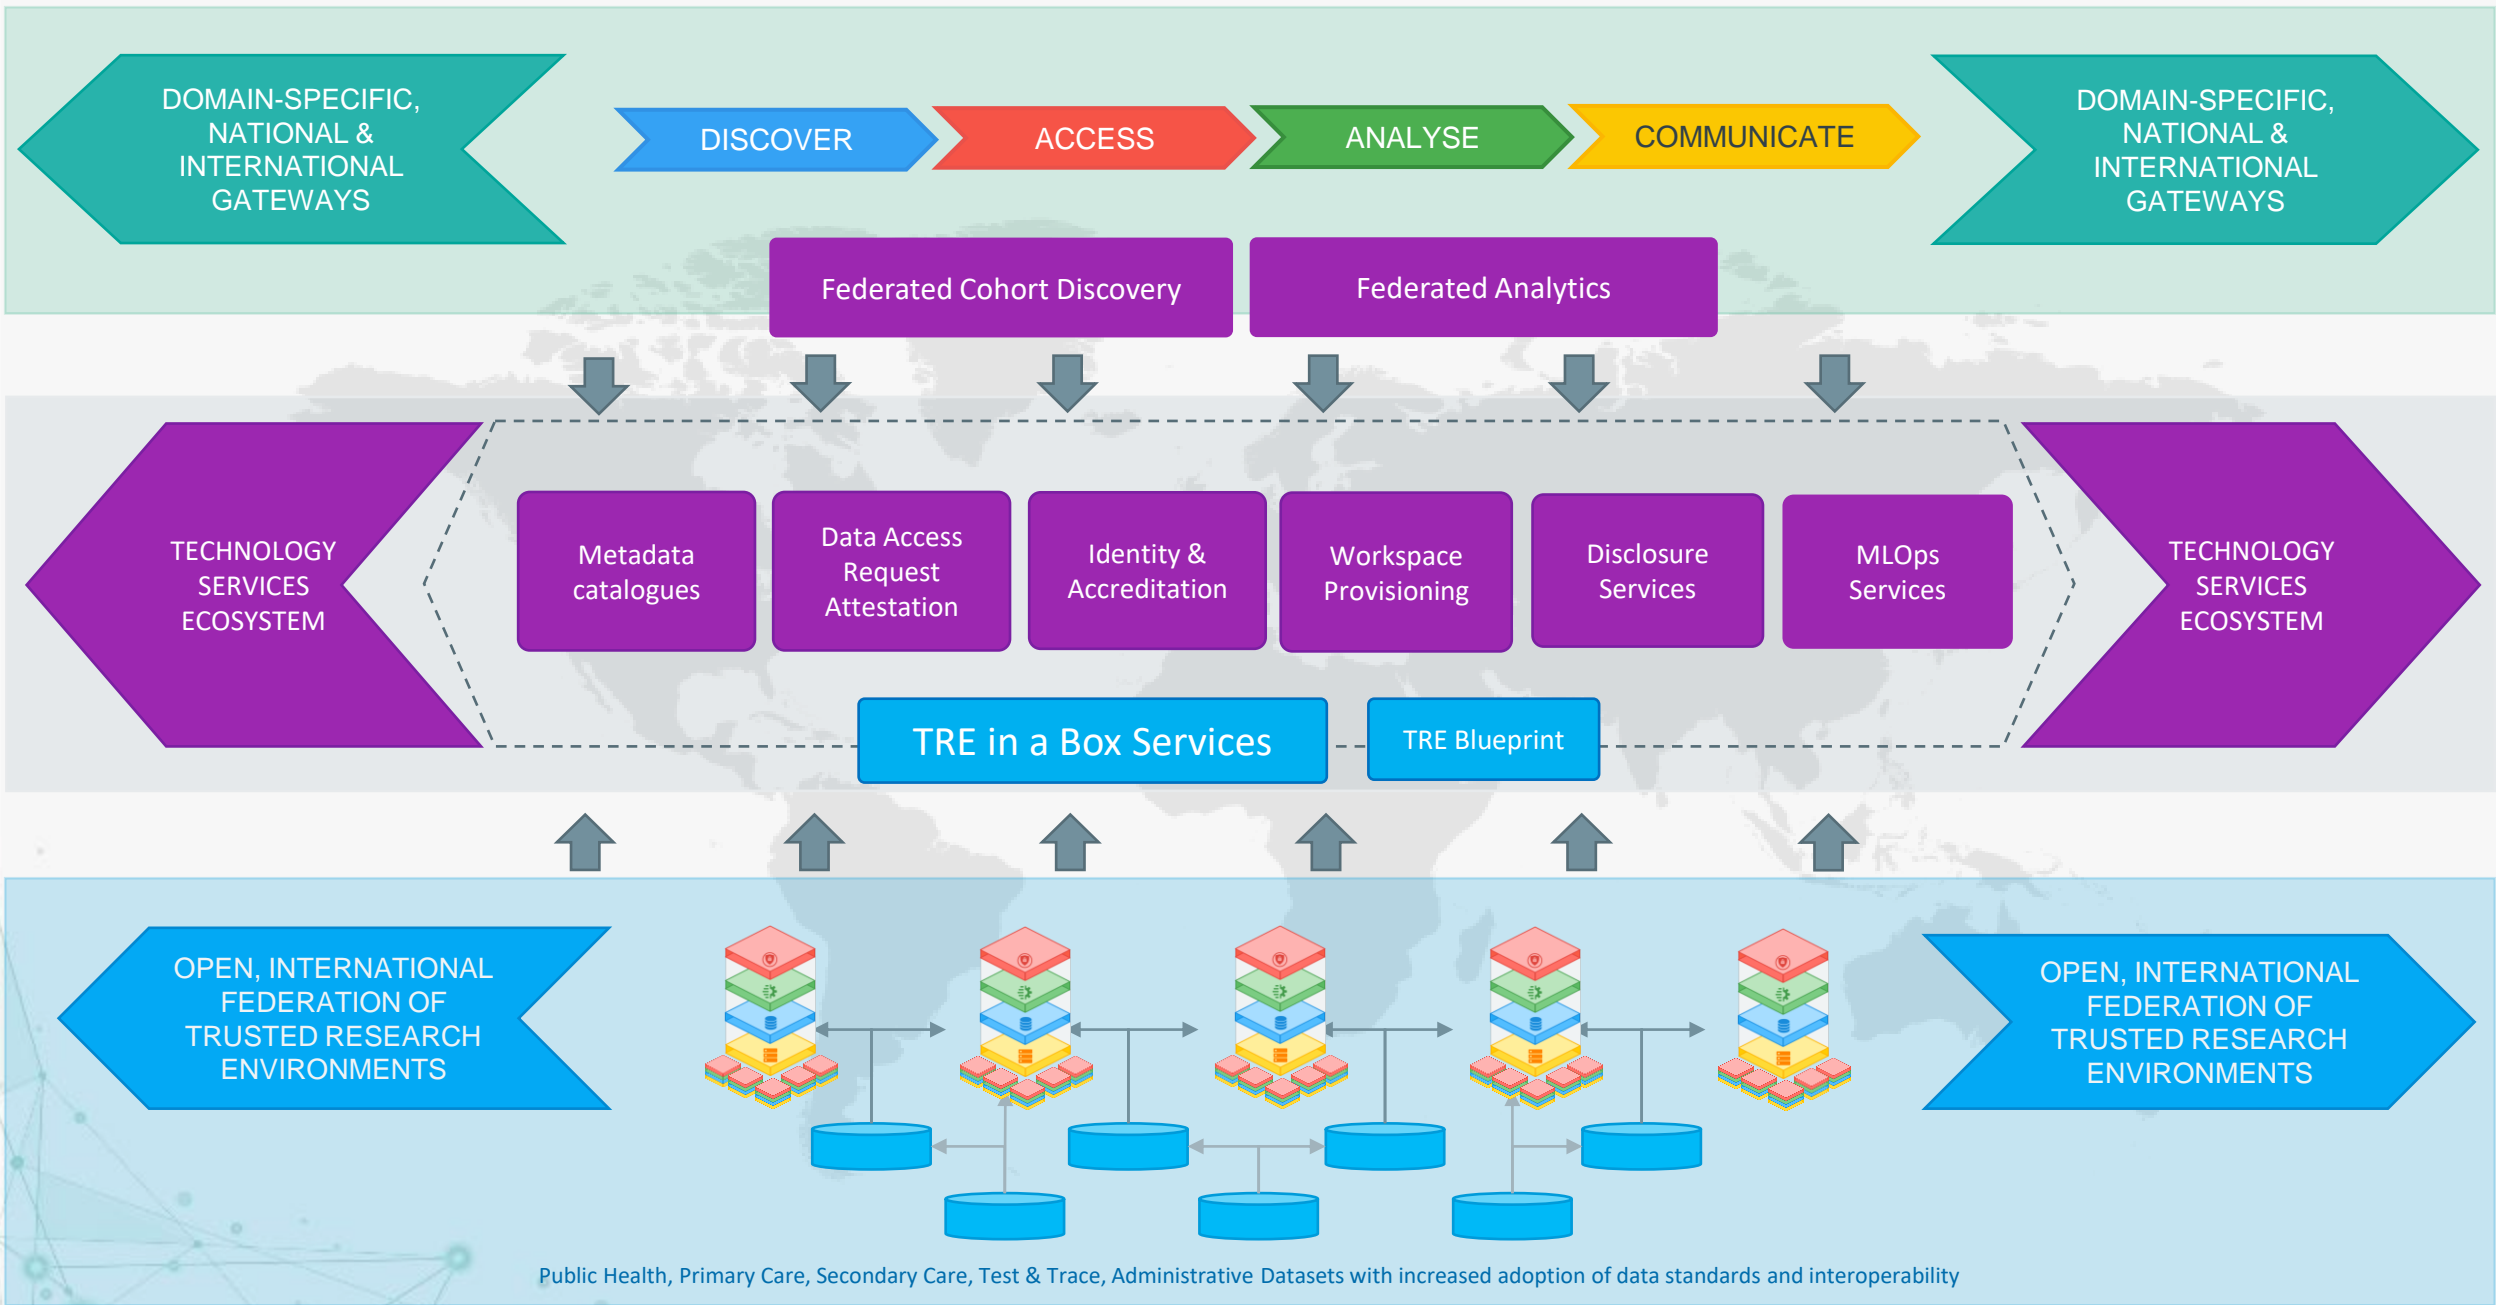 DOMAIN-SPECIFIC,
NATIONAL &
INTERNATIONAL
GATEWAYS
DISCOVER
ACCESS
ANALYSE
COMMUNICATE
DOMAIN-SPECIFIC,
NATIONAL &
INTERNATIONAL
GATEWAYS
Federated Cohort Discovery
Federated Analytics
TECHNOLOGY
SERVICES
ECOSYSTEM
Metadata
catalogues
Data Access
Request
Attestation
Identity &
Accreditation
Workspace
Provisioning
Disclosure
Services
MLOps
Services
TECHNOLOGY
SERVICES
ECOSYSTEM
TRE in a Box Services
TRE Blueprint
OPEN, INTERNATIONAL
FEDERATION OF
TRUSTED RESEARCH
ENVIRONMENTS
OPEN, INTERNATIONAL
FEDERATION OF
TRUSTED RESEARCH
ENVIRONMENTS
Public Health, Primary Care, Secondary Care, Test & Trace, Administrative Datasets with increased adoption of data standards and interoperability